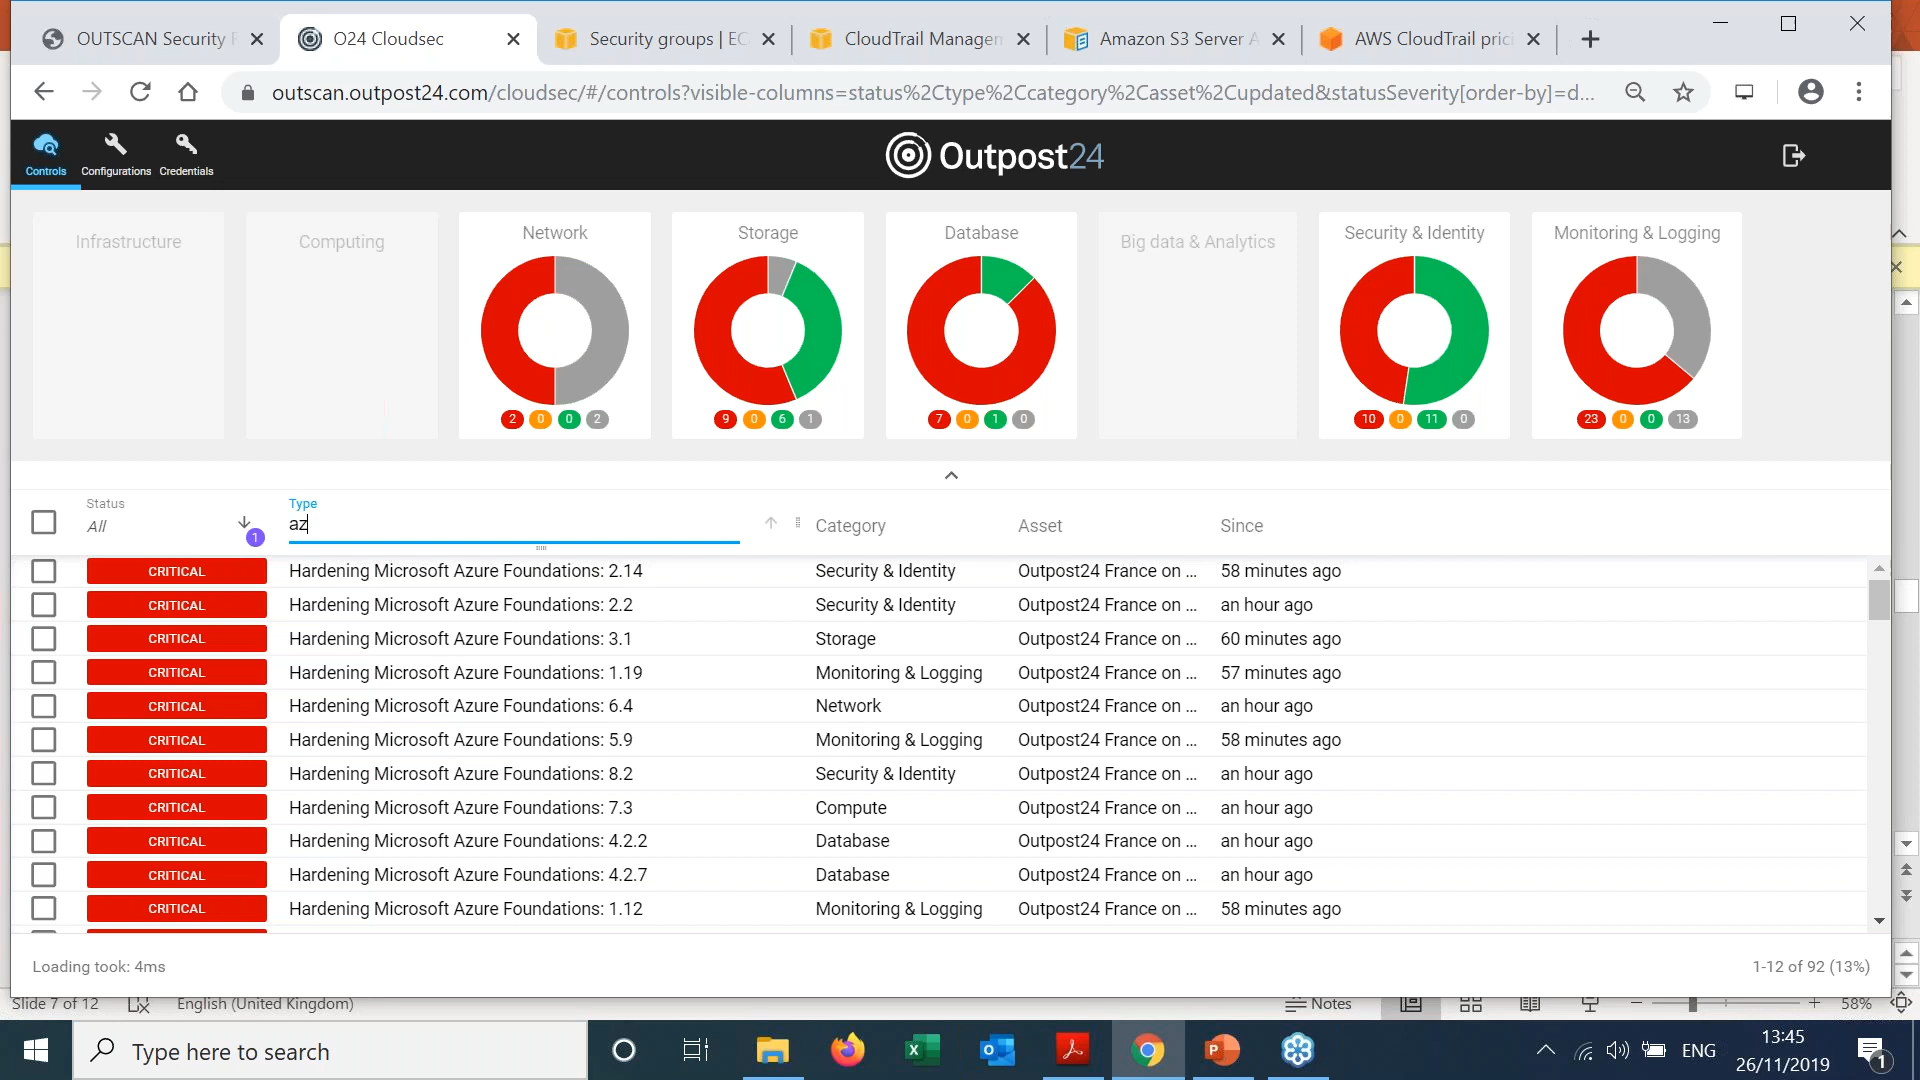 OUTSCAN Security
O24 Cloudsec
Security groups | EC
CloudTrail Manager
Amazon S3 Server A
AWS CloudTrail pric
outscan.outpost24.com/cloudsec/#/controls?visible-columns=status%2Ctype%2Ccategory%2Casset%2Cupdated&statusSeverity[order-by]=d...
Controls
Configurations
Credentials
Outpost24
Infrastructure
Computing
Network
Storage
Database
Big data & Analytics
Security & Identity
Monitoring & Logging
2 0 0 2
9 0 6 1
7 0 1 0
10 0 11 0
23 0 0 13
Status
All
1
Type
az
Category
Asset
Since
CRITICAL Hardening Microsoft Azure Foundations: 2.14 Security & Identity Outpost24 France on ... 58 minutes ago
CRITICAL Hardening Microsoft Azure Foundations: 2.2 Security & Identity Outpost24 France on ... an hour ago
CRITICAL Hardening Microsoft Azure Foundations: 3.1 Storage Outpost24 France on ... 60 minutes ago
CRITICAL Hardening Microsoft Azure Foundations: 1.19 Monitoring & Logging Outpost24 France on ... 57 minutes ago
CRITICAL Hardening Microsoft Azure Foundations: 6.4 Network Outpost24 France on ... an hour ago
CRITICAL Hardening Microsoft Azure Foundations: 5.9 Monitoring & Logging Outpost24 France on ... 58 minutes ago
CRITICAL Hardening Microsoft Azure Foundations: 8.2 Security & Identity Outpost24 France on ... an hour ago
CRITICAL Hardening Microsoft Azure Foundations: 7.3 Compute Outpost24 France on ... an hour ago
CRITICAL Hardening Microsoft Azure Foundations: 4.2.2 Database Outpost24 France on ... an hour ago
CRITICAL Hardening Microsoft Azure Foundations: 4.2.7 Database Outpost24 France on ... an hour ago
CRITICAL Hardening Microsoft Azure Foundations: 1.12 Monitoring & Logging Outpost24 France on ... 58 minutes ago
Loading took: 4ms
1-12 of 92 (13%)
Slide 7 of 12
English (United Kingdom)
Notes
58%
Type here to search
ENG
13:45
26/11/2019
1